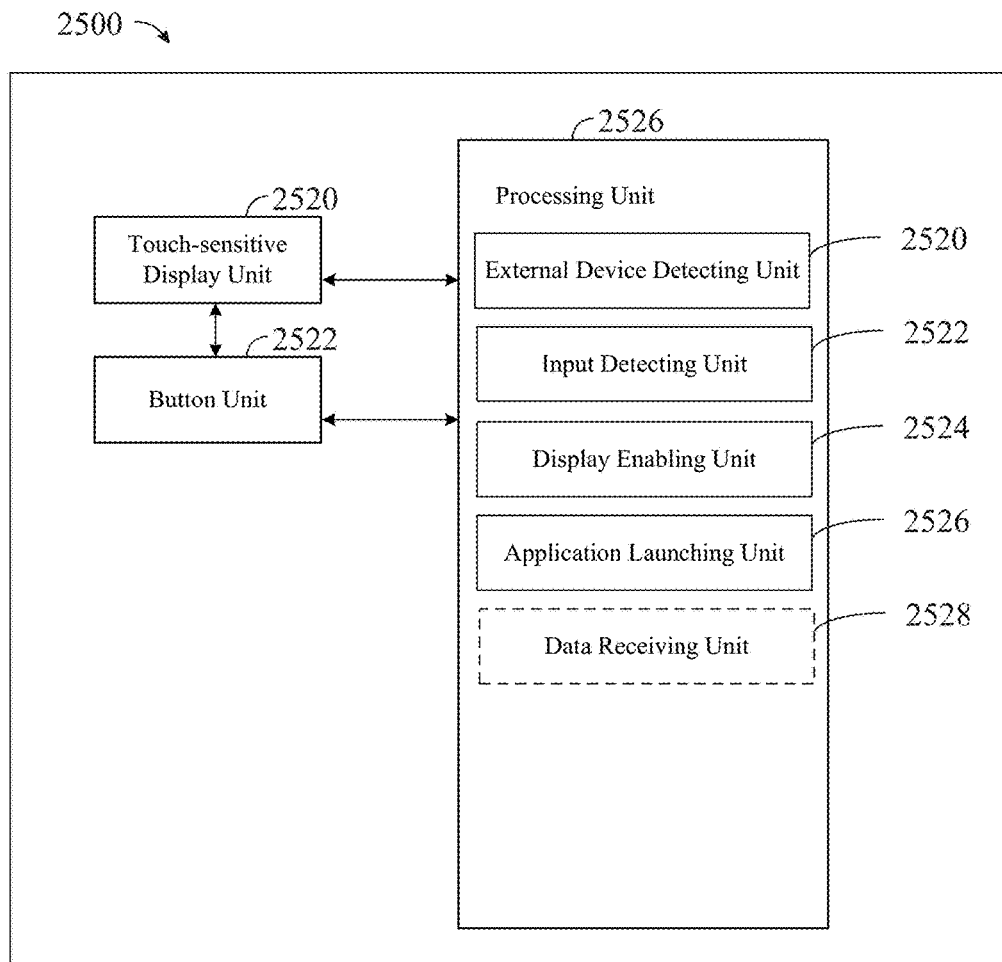 2500
2526
Processing Unit
2520
Touch-sensitive
Display Unit
2520
External Device Detecting Unit
2522
Button Unit
2522
Input Detecting Unit
2524
Display Enabling Unit
2526
Application Launching Unit
2528
Data Receiving Unit